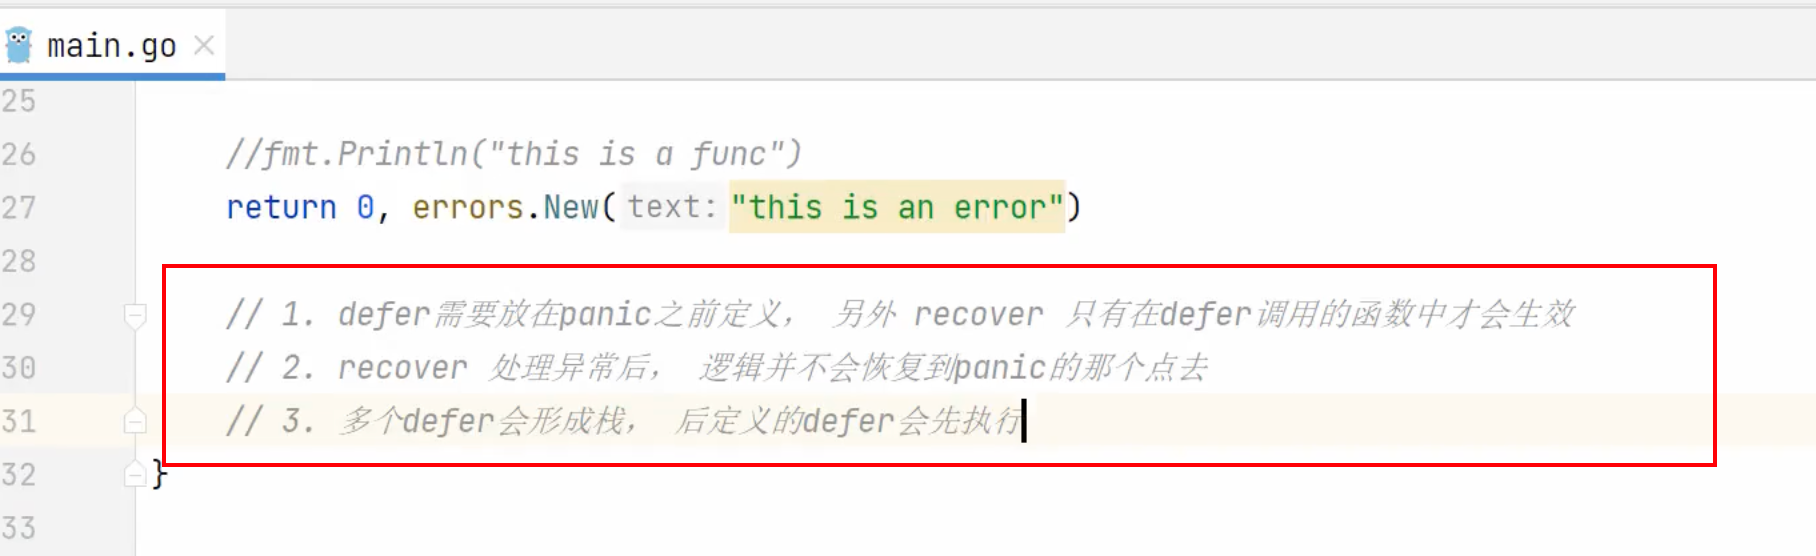 main.go
25
26 //fmt.Println("this is a func")
27 return 0, errors.New( text: "this is an error")
28
29 // 1. defer需要放在panic之前定义， 另外 recover 只有在defer调用的函数中才会生效
30 // 2. recover 处理异常后， 逻辑并不会恢复到panic的那个点去
31 // 3. 多个defer会形成栈， 后定义的defer会先执行
32 }
33